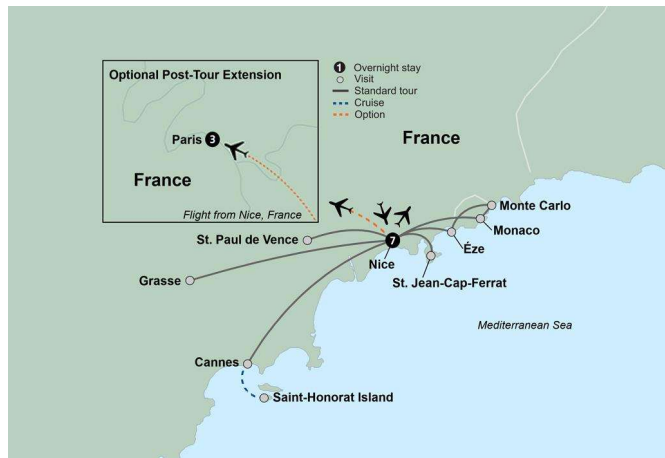 Optional Post-Tour Extension
Paris 3
France
Flight from Nice, France
1 Overnight stay
Visit
Standard tour
Cruise
Option
France
Monte Carlo
Monaco
St. Paul de Vence
7
Èze
Nice
St. Jean-Cap-Ferrat
Grasse
Mediterranean Sea
Cannes
Saint-Honorat Island